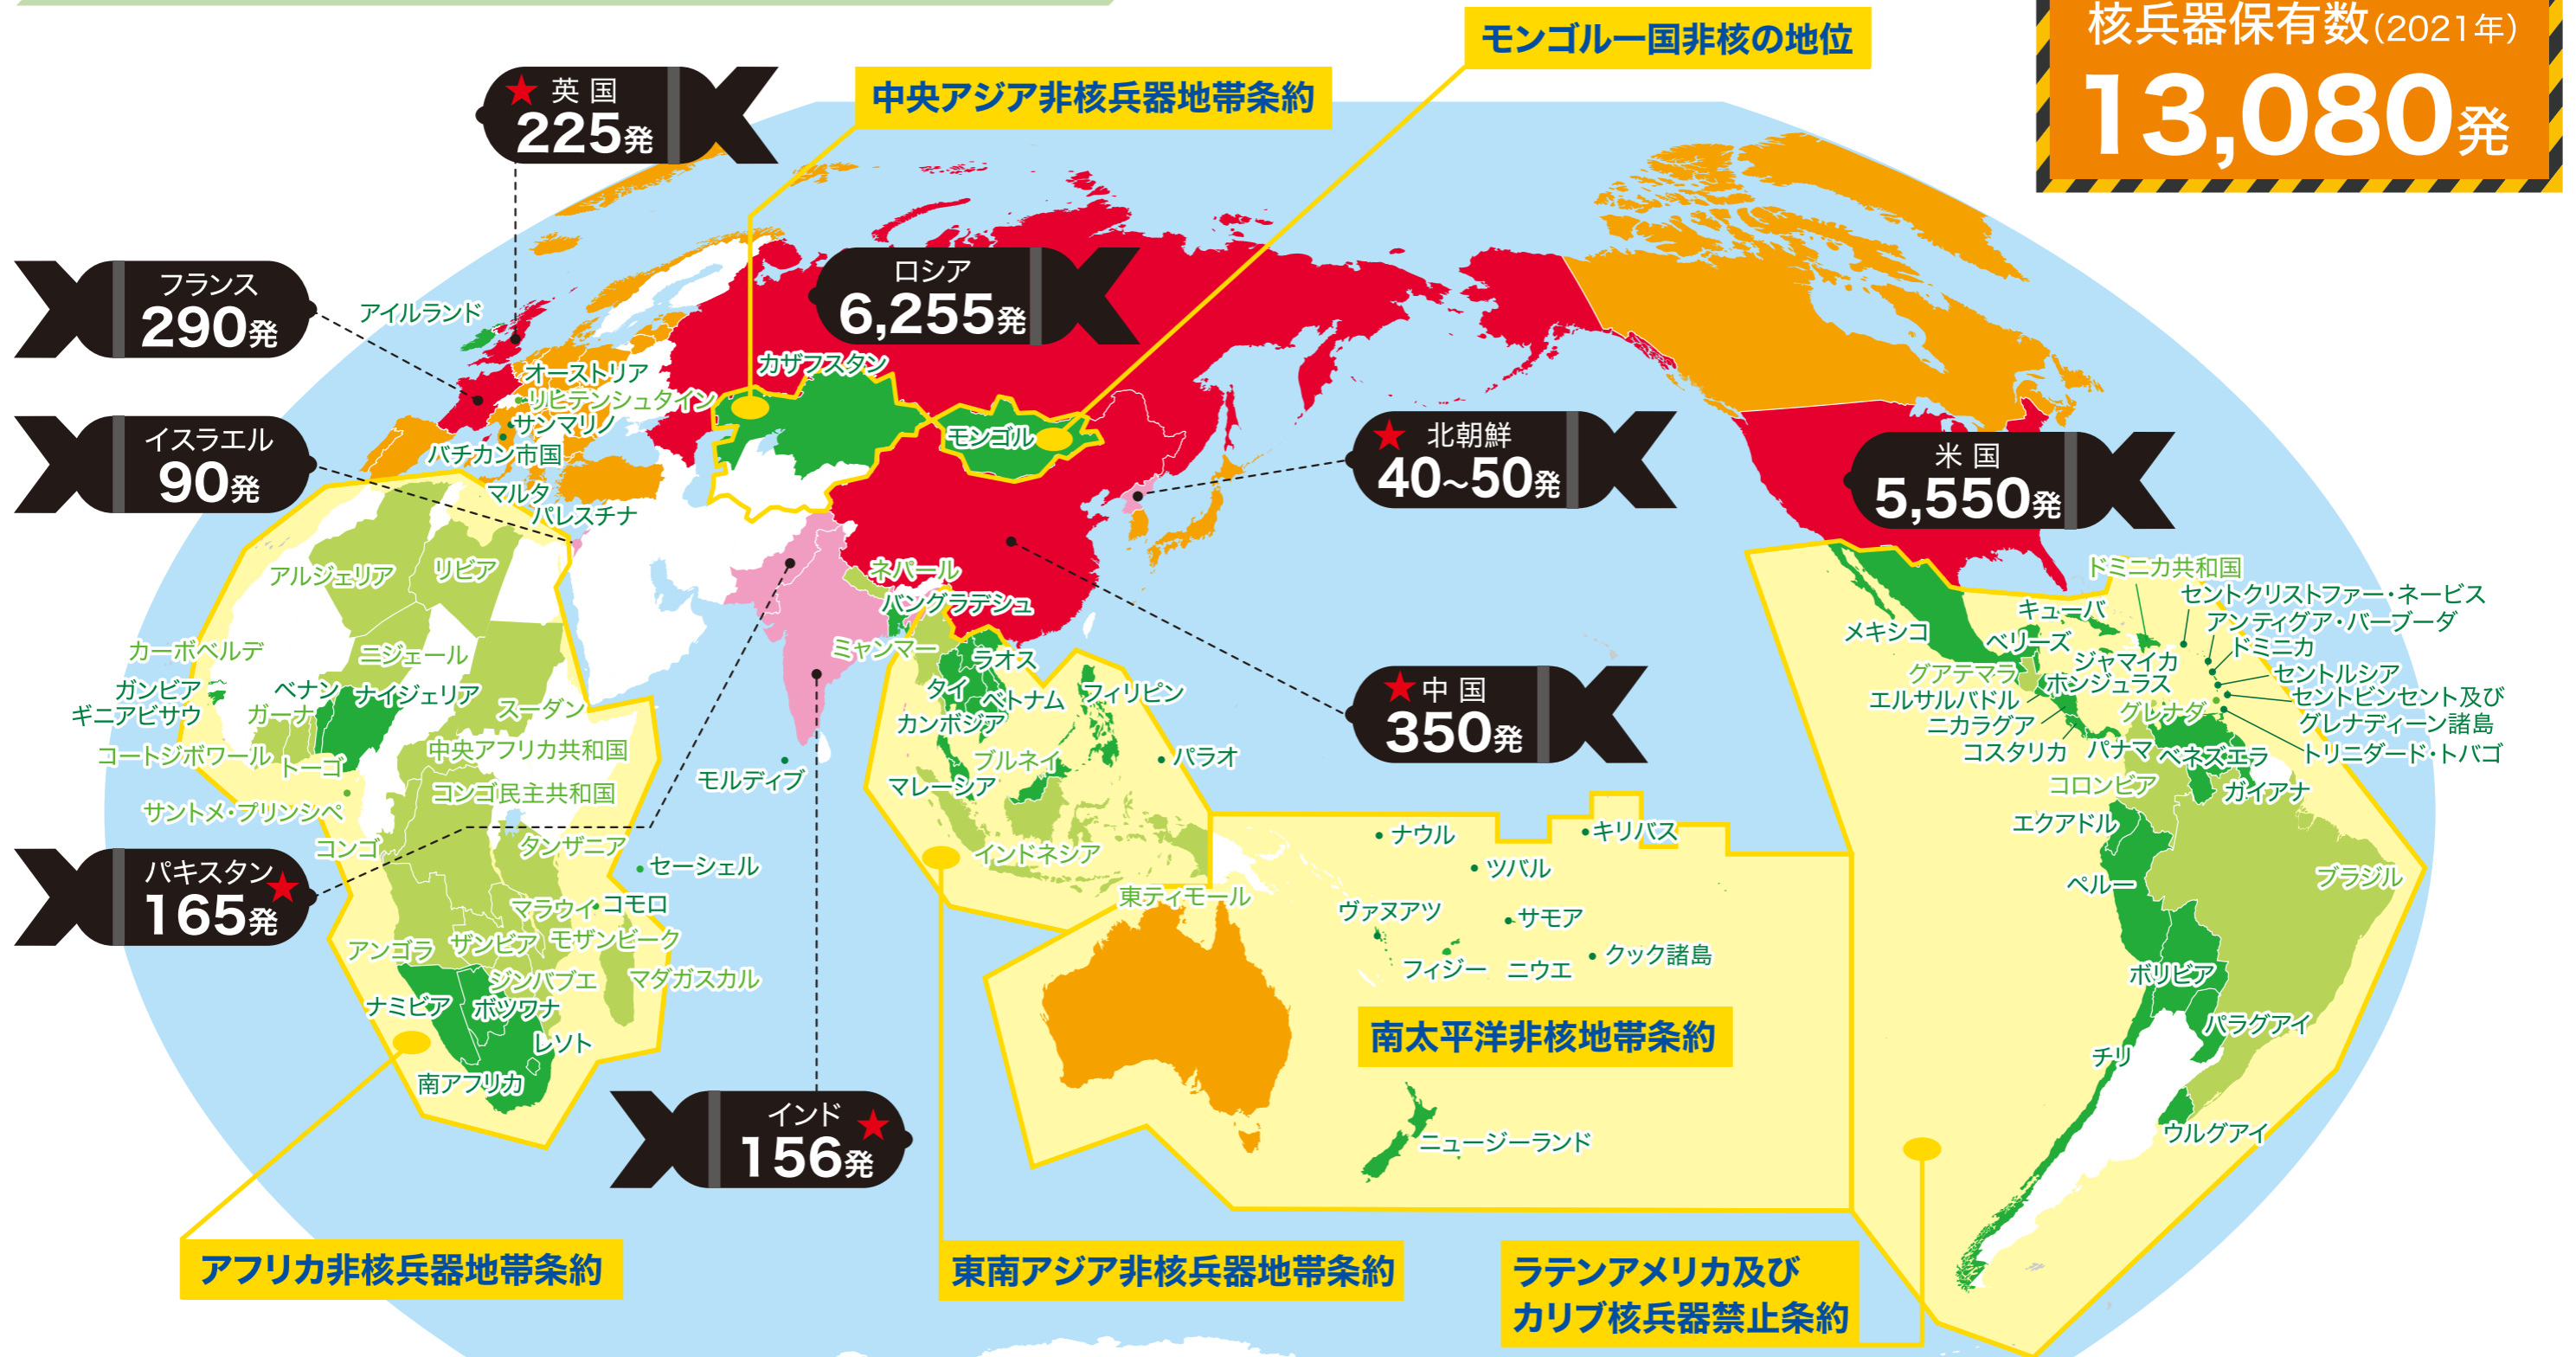 核兵器保有数(2021年)
13,080発
モンゴル一国非核の地位
中央アジア非核兵器地帯条約
★英国
225発
フランス
290発
アイルランド
ロシア
6,255発
カザフスタン
オーストリア
リヒテンシュタイン
サンマリノ
バチカン市国
イスラエル
90発
モンゴル
★北朝鮮
40〜50発
米国
5,550発
マルタ
パレスチナ
アルジェリア
リビア
ネパール
バングラデシュ
ミャンマー
ラオス
タイ
ベトナム
フィリピン
カンボジア
ブルネイ
マレーシア
パラオ
モルディブ
インドネシア
東ティモール
★中国
350発
カーボベルデ
ニジェール
ガンビア
ベナン
ナイジェリア
ギニアビサウ
ガーナ
スーダン
コートジボワール
トーゴ
中央アフリカ共和国
コンゴ民主共和国
サントメ・プリンシペ
コンゴ
タンザニア
セーシェル
パキスタン★
165発
マラウイ
コモロ
アンゴラ
ザンビア
モザンビーク
ジンバブエ
マダガスカル
ナミビア
ボツワナ
レソト
南アフリカ
インド★
156発
ナウル
キリバス
ツバル
ヴァヌアツ
サモア
フィジー
ニウエ
クック諸島
南太平洋非核地帯条約
ニュージーランド
メキシコ
キューバ
ドミニカ共和国
セントクリストファー・ネービス
アンティグア・バーブーダ
ドミニカ
ベリーズ
ジャマイカ
グアテマラ
ホンジュラス
セントルシア
エルサルバドル
セントビンセント及び
グレナディーン諸島
ニカラグア
グレナダ
コスタリカ
パナマ
ベネズエラ
トリニダード・トバゴ
コロンビア
ガイアナ
エクアドル
ペルー
ブラジル
ボリビア
パラグアイ
チリ
ウルグアイ
アフリカ非核兵器地帯条約
東南アジア非核兵器地帯条約
ラテンアメリカ及び
カリブ核兵器禁止条約